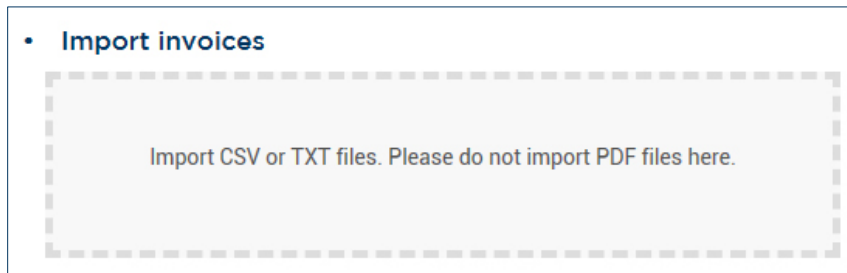 • Import invoices
Import CSV or TXT files. Please do not import PDF files here.